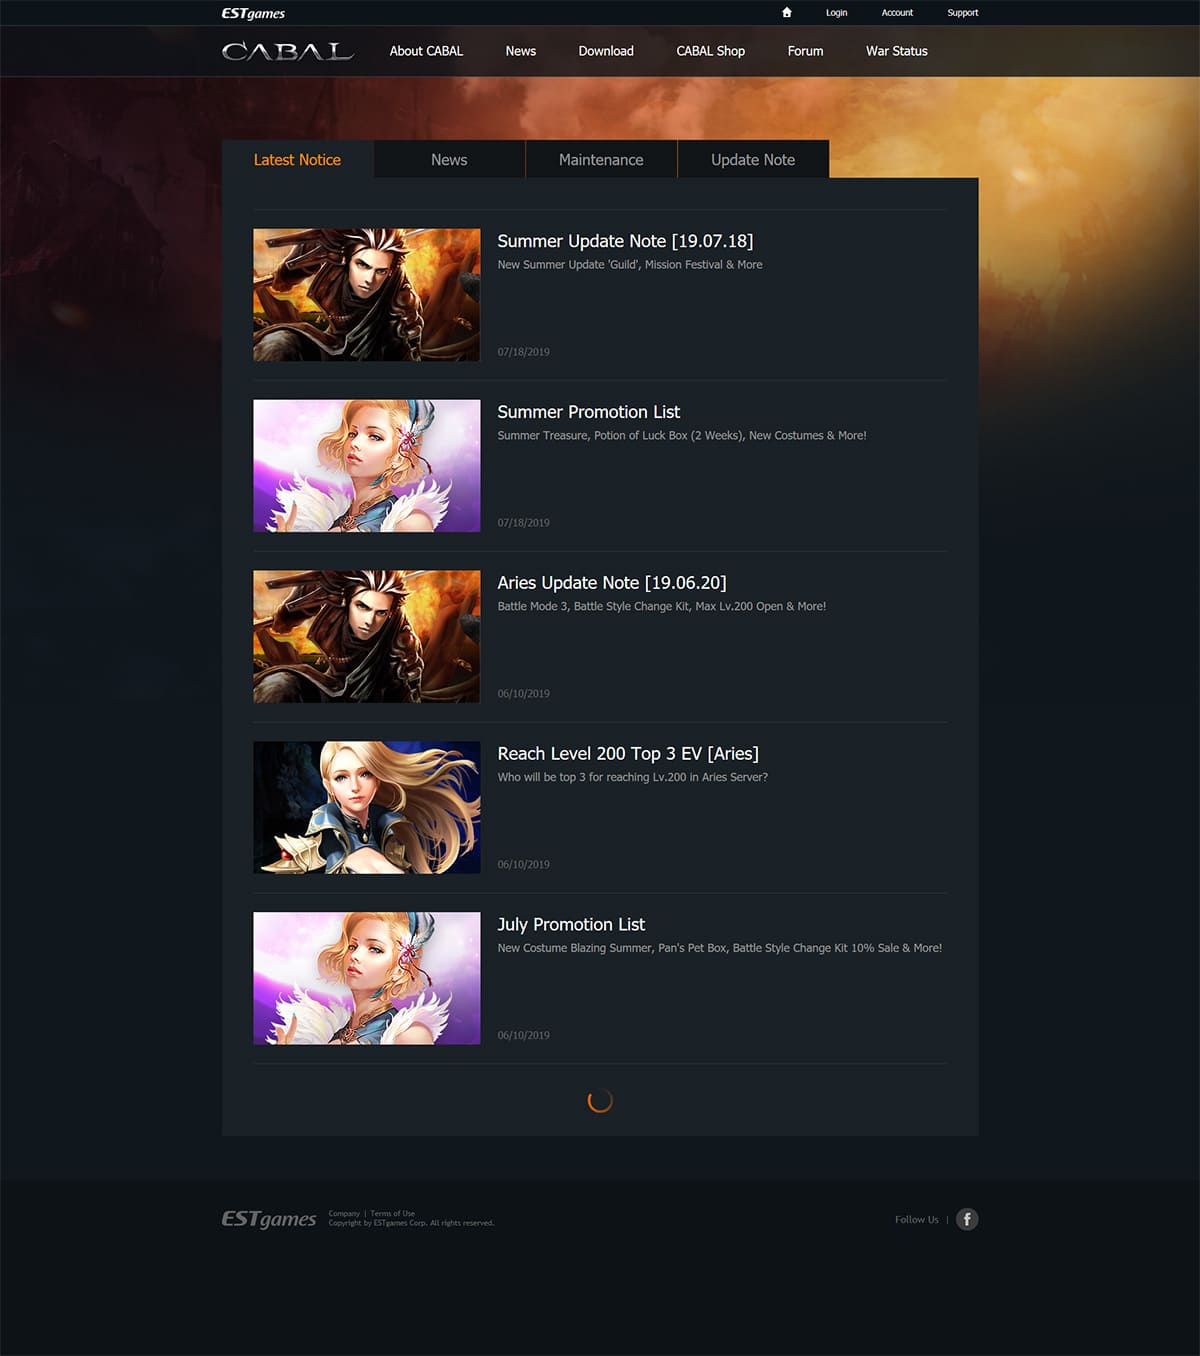 ESTgames
Login
Account
Support
CABAL
About CABAL
News
Download
CABAL Shop
Forum
War Status
Latest Notice
News
Maintenance
Update Note
Summer Update Note [19.07.18]
New Summer Update 'Guild', Mission Festival & More
07/18/2019
Summer Promotion List
Summer Treasure, Potion of Luck Box (2 Weeks), New Costumes & More!
07/18/2019
Aries Update Note [19.06.20]
Battle Mode 3, Battle Style Change Kit, Max Lv.200 Open & More!
06/10/2019
Reach Level 200 Top 3 EV [Aries]
Who will be top 3 for reaching Lv.200 in Aries Server?
06/10/2019
July Promotion List
New Costume Blazing Summer, Pan's Pet Box, Battle Style Change Kit 10% Sale & More!
06/10/2019
ESTgames
Company | Terms of Use
Copyright by ESTgames Corp. All rights reserved.
Follow Us |